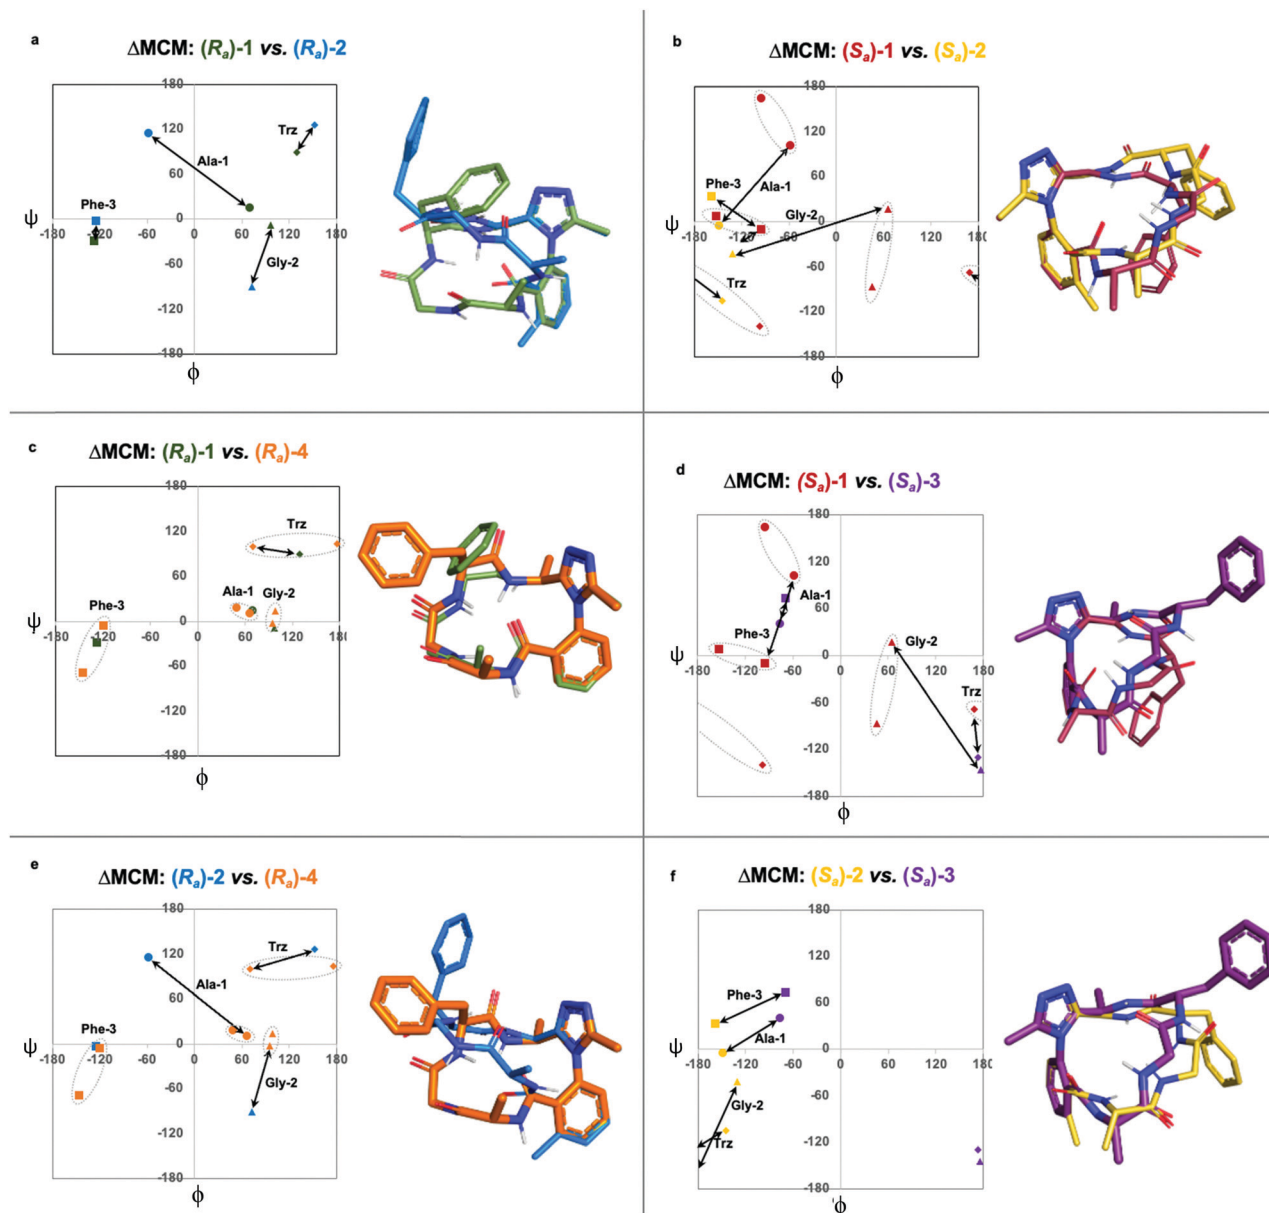 a
ΔMCM: (Rₐ)-1 vs. (Rₐ)-2
180
120
60
0
-180 -120 -60 0 60 120 180
-60
-120
-180
Trz
Ala-1
Phe-3
Gly-2
ψ
ϕ
b
ΔMCM: (Sₐ)-1 vs. (Sₐ)-2
180
120
60
0
-180 -120 -60 0 60 120 180
-60
-120
-180
Phe-3
Ala-1
Gly-2
Trz
ψ
ϕ
c
ΔMCM: (Rₐ)-1 vs. (Rₐ)-4
180
120
60
0
-180 -120 -60 0 60 120 180
-60
-120
-180
Trz
Ala-1
Gly-2
Phe-3
ψ
ϕ
d
ΔMCM: (Sₐ)-1 vs. (Sₐ)-3
180
120
60
0
-180 -120 -60 0 60 120 180
-60
-120
-180
Ala-1
Phe-3
Gly-2
Trz
ψ
ϕ
e
ΔMCM: (Rₐ)-2 vs. (Rₐ)-4
180
120
60
0
-180 -120 -60 0 60 120 180
-60
-120
-180
Trz
Ala-1
Phe-3
Gly-2
ψ
ϕ
f
ΔMCM: (Sₐ)-2 vs. (Sₐ)-3
180
120
60
0
-180 -120 -60 0 60 120 180
-60
-120
-180
Phe-3
Ala-1
Gly-2
Trz
ψ
ϕ